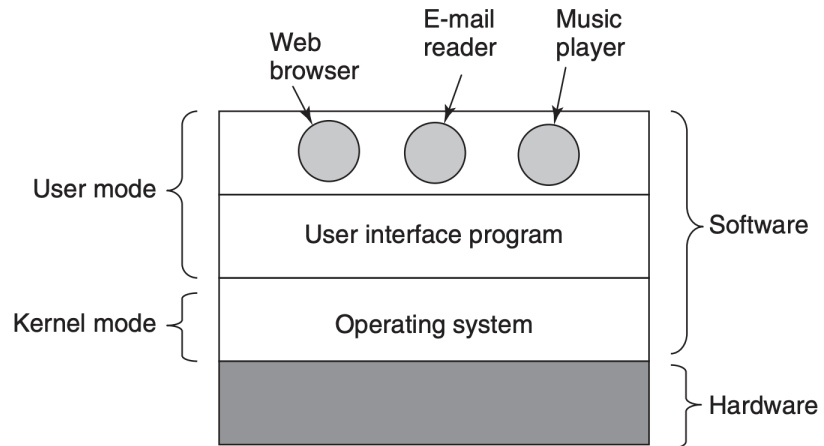 Web
browser
E-mail
reader
Music
player
User mode
User interface program
Software
Kernel mode
Operating system
Hardware